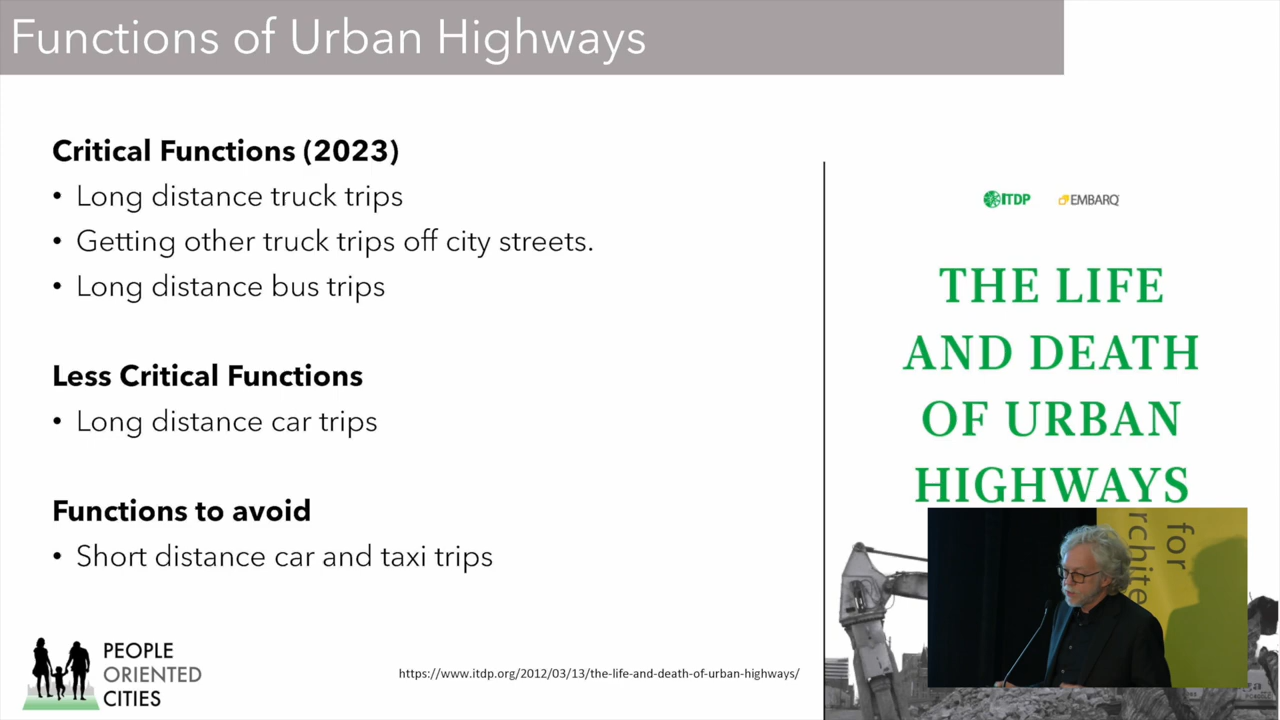 Functions of Urban Highways
Critical Functions (2023)
• Long distance truck trips
• Getting other truck trips off city streets.
• Long distance bus trips
Less Critical Functions
• Long distance car trips
Functions to avoid
• Short distance car and taxi trips
PEOPLE
ORIENTED
CITIES
https://www.itdp.org/2012/03/13/the-life-and-death-of-urban-highways/
ITDP EMBARQ
THE LIFE
AND DEATH
OF URBAN
HIGHWAYS
for